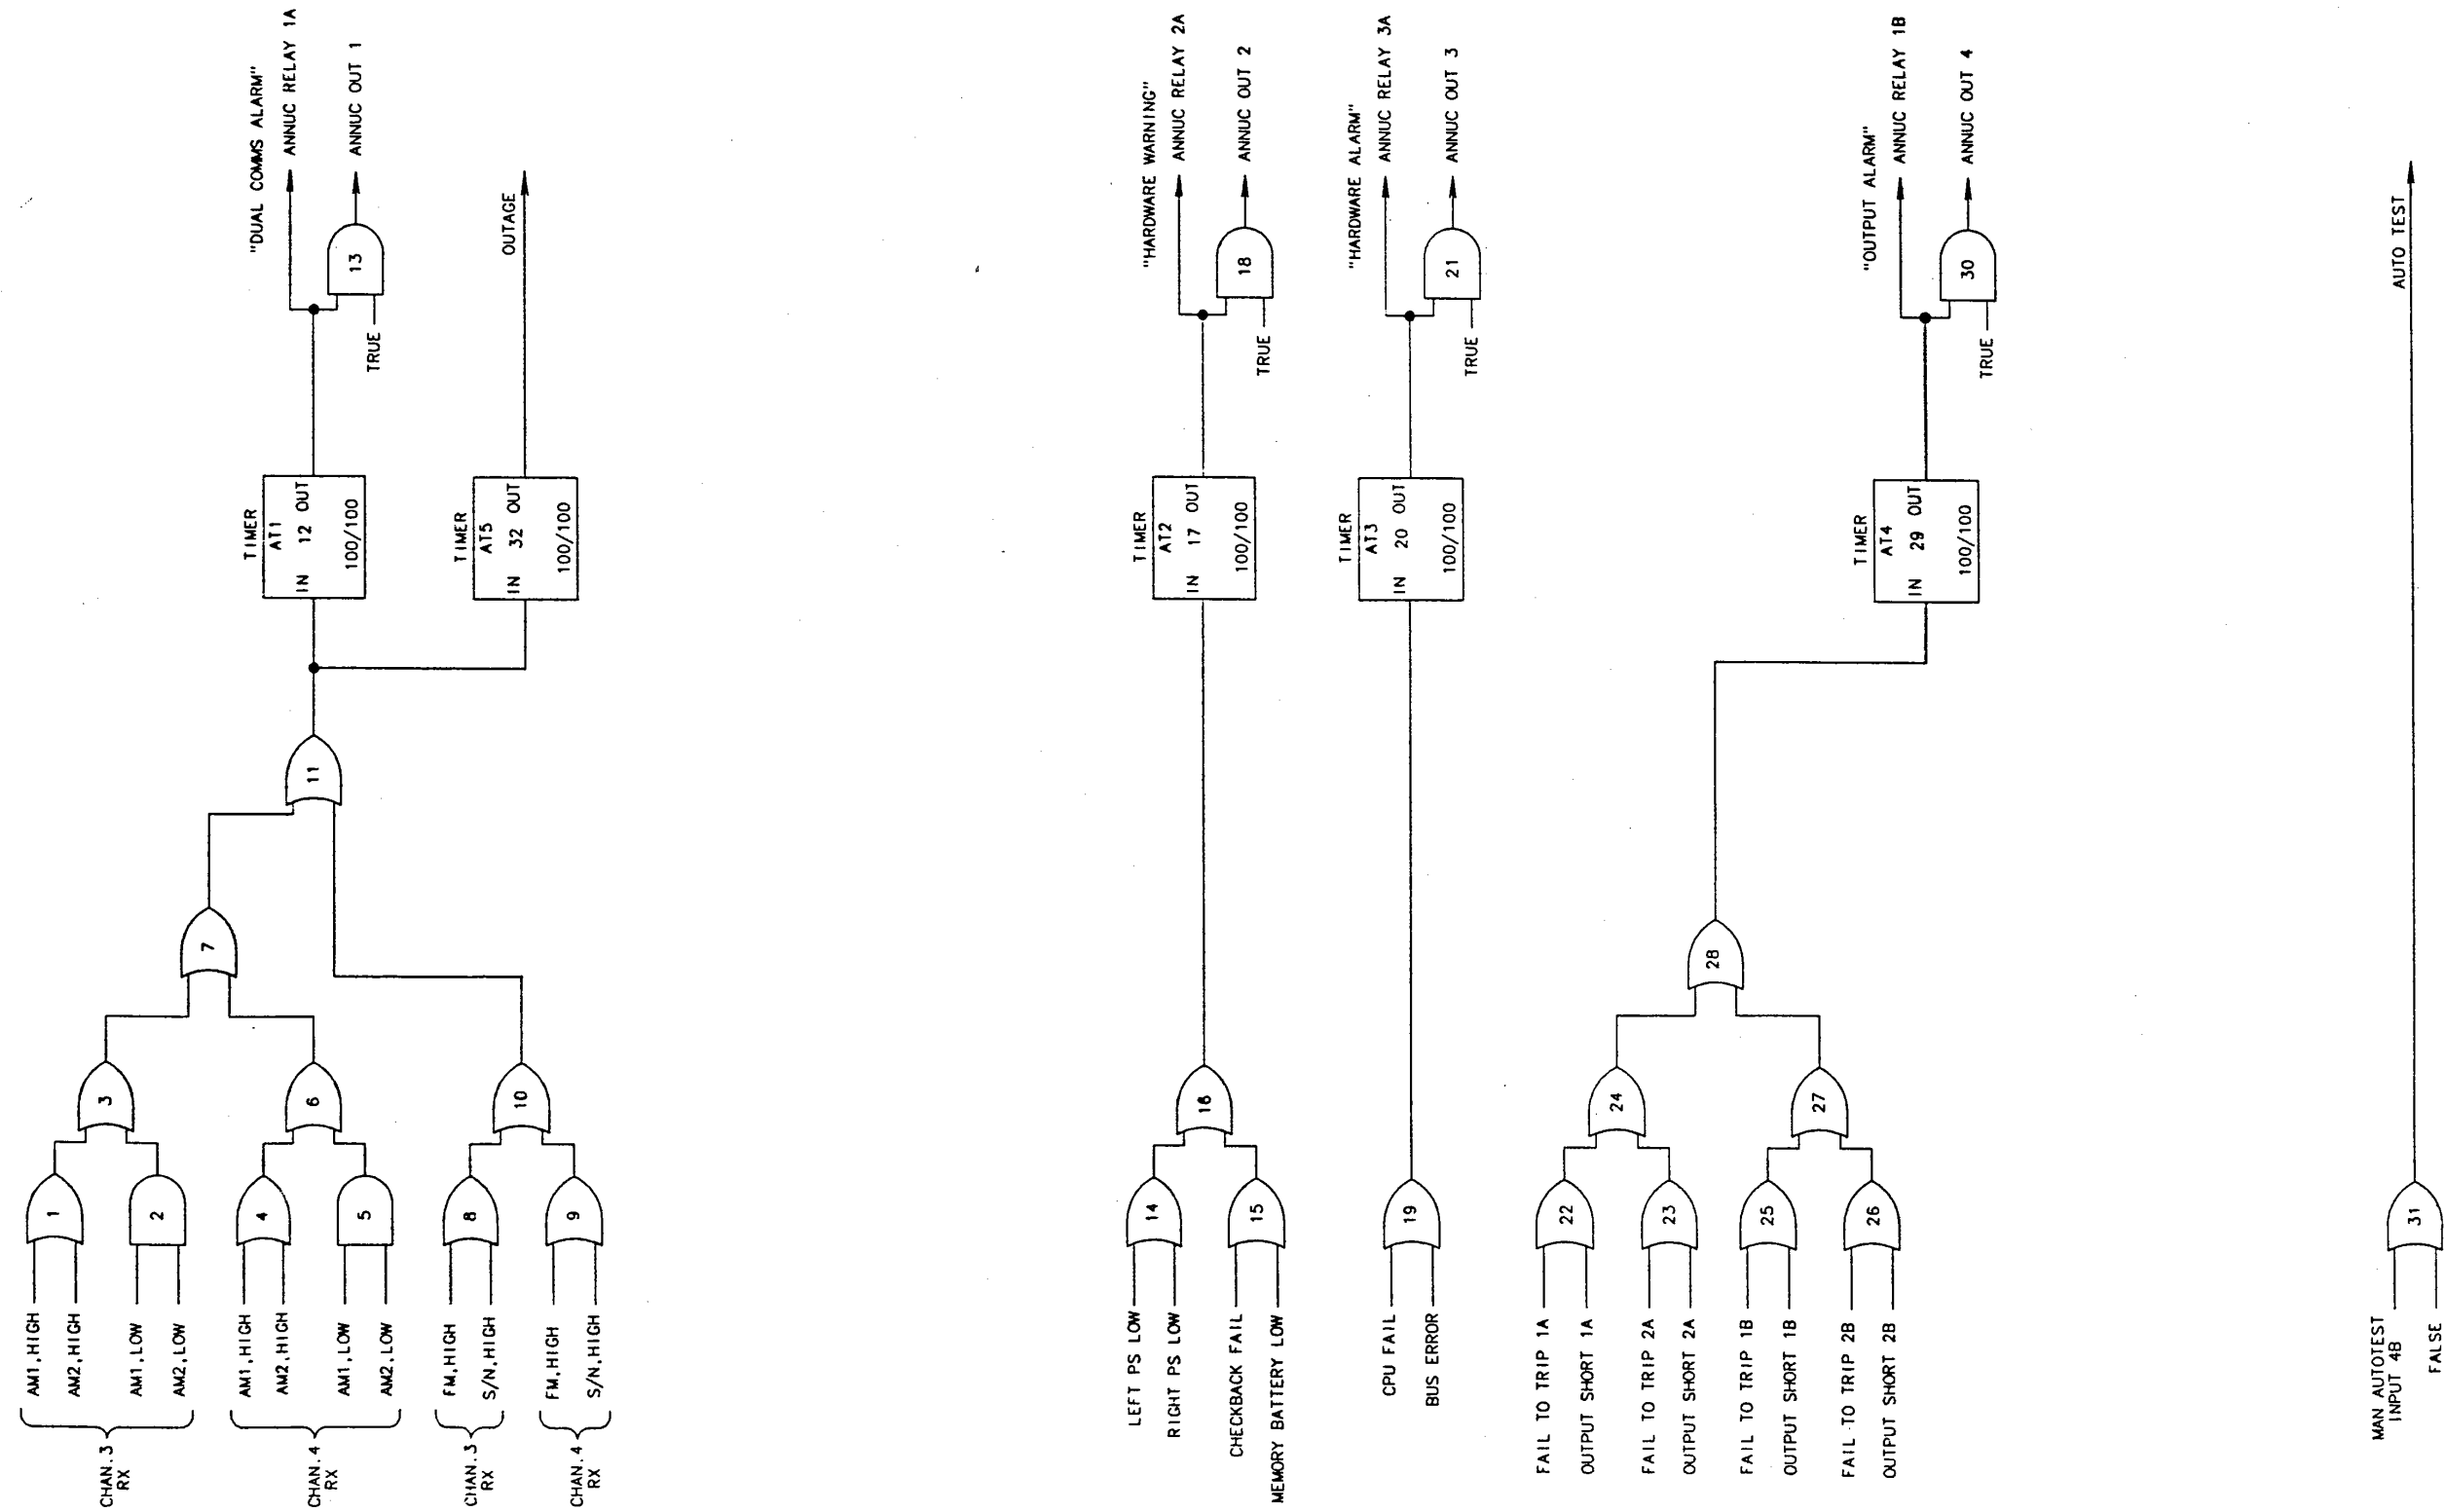 CHAN.3
RX
AM1,HIGH
AM2,HIGH
AM1,LOW
AM2,LOW
1
2
3
CHAN.4
RX
AM1,HIGH
AM2,HIGH
AM1,LOW
AM2,LOW
4
5
6
7
CHAN.3
RX
FM,HIGH
S/N,HIGH
8
CHAN.4
RX
FM,HIGH
S/N,HIGH
9
10
11
TIMER
AT1
IN 12 OUT
100/100
TRUE
13
"DUAL COMMS ALARM"
ANNUC RELAY 1A
ANNUC OUT 1
TIMER
AT5
IN 32 OUT
100/100
OUTAGE
LEFT PS LOW
RIGHT PS LOW
14
CHECKBACK FAIL
MEMORY BATTERY LOW
15
16
TIMER
AT2
IN 17 OUT
100/100
TRUE
18
"HARDWARE WARNING"
ANNUC RELAY 2A
ANNUC OUT 2
CPU FAIL
BUS ERROR
19
TIMER
AT3
IN 20 OUT
100/100
TRUE
21
"HARDWARE ALARM"
ANNUC RELAY 3A
ANNUC OUT 3
FAIL TO TRIP 1A
OUTPUT SHORT 1A
22
FAIL TO TRIP 2A
OUTPUT SHORT 2A
23
24
FAIL TO TRIP 1B
OUTPUT SHORT 1B
25
FAIL TO TRIP 2B
OUTPUT SHORT 2B
26
27
28
TIMER
AT4
IN 29 OUT
100/100
TRUE
30
"OUTPUT ALARM"
ANNUC RELAY 1B
ANNUC OUT 4
MAN AUTOTEST
INPUT 4B
FALSE
31
AUTO TEST